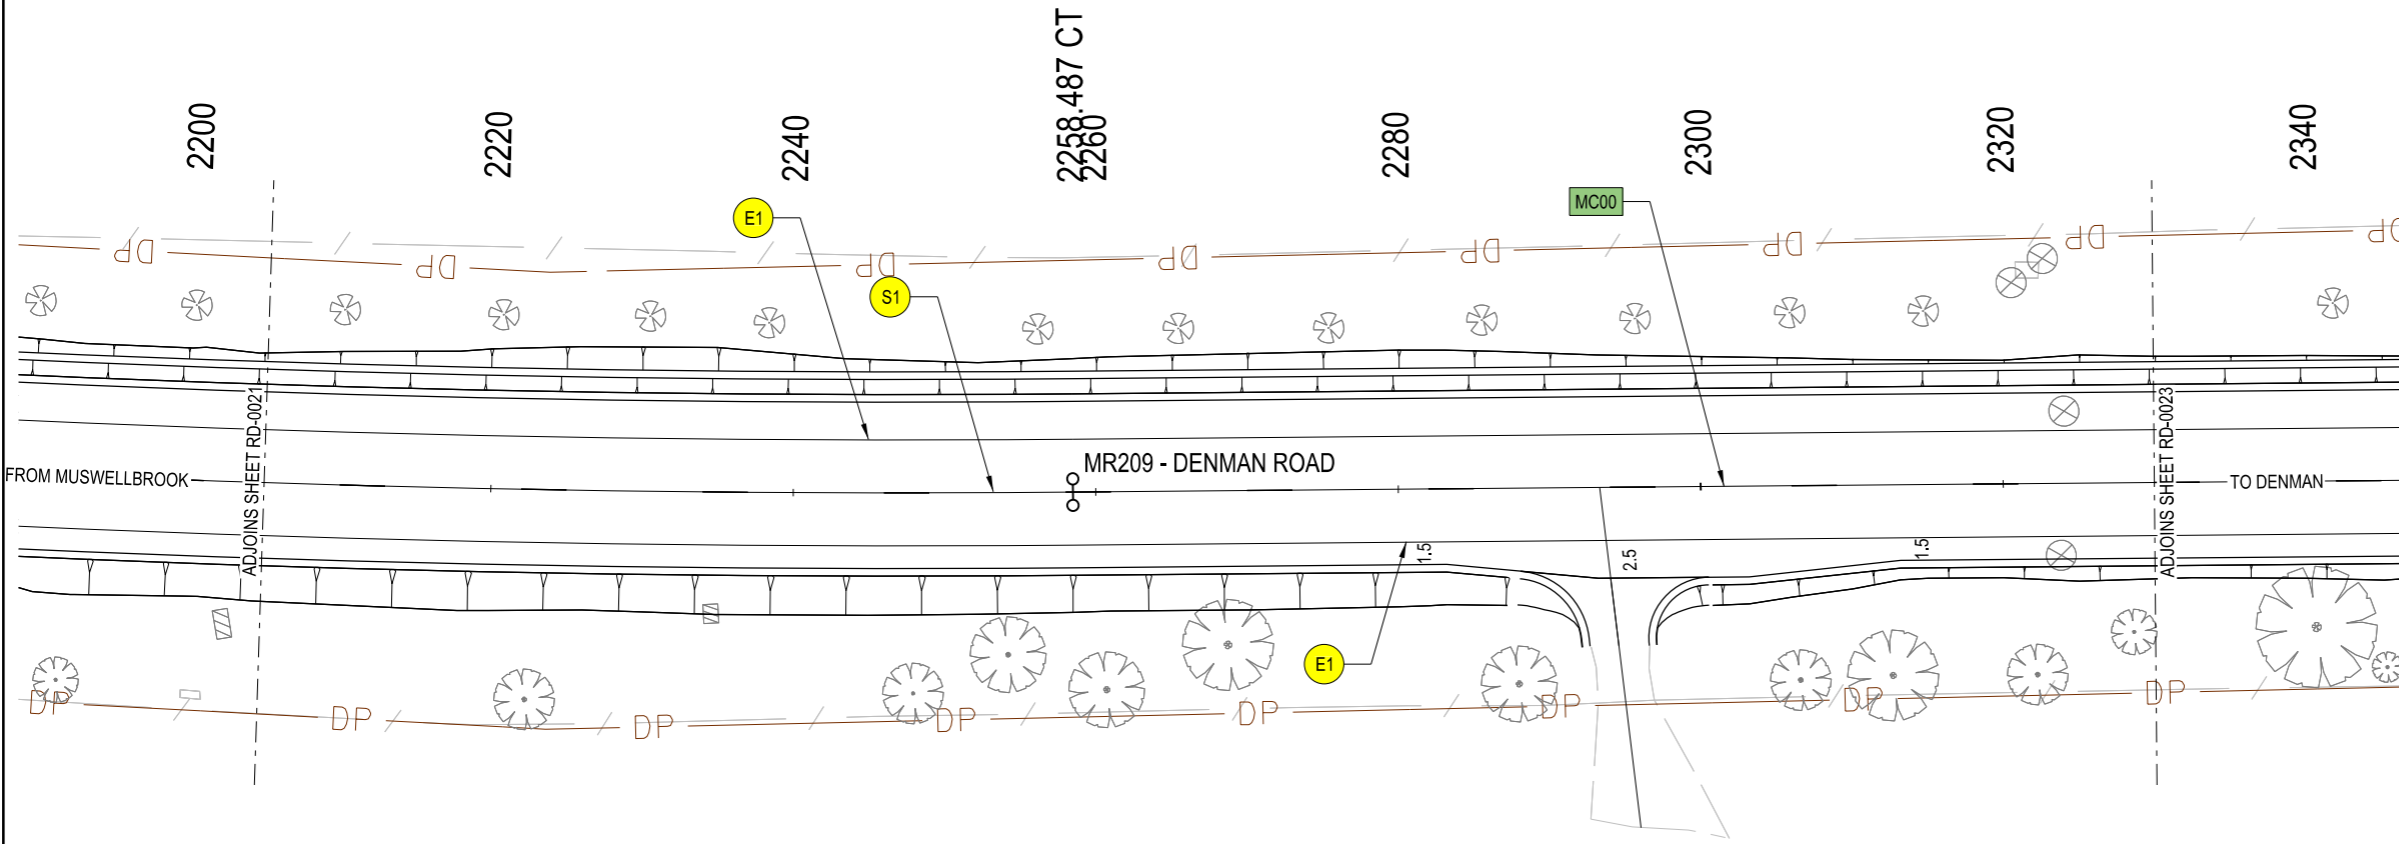 2200
2220
2240
2258.487 CT
2260
2280
2300
2320
2340
E1
MC00
DP
DP
DP
DP
DP
DP
DP
DP
S1
ADJOINS SHEET RD-0021
ADJOINS SHEET RD-0023
MR209 - DENMAN ROAD
FROM MUSWELLBROOK
TO DENMAN
1.5
2.5
1.5
E1
DP
DP
DP
DP
DP
DP
DP
DP